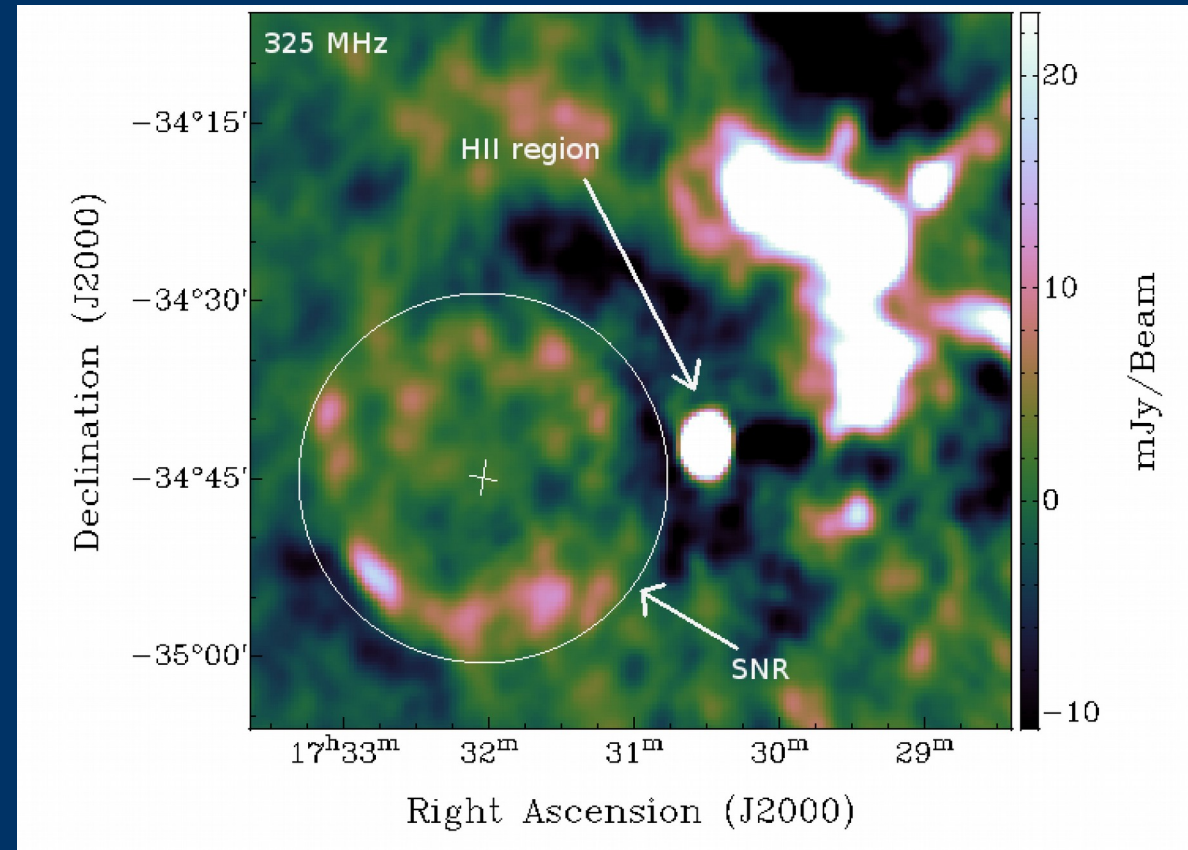 325 MHz
HII region
SNR
Declination (J2000)
−34°15′
−34°30′
−34°45′
−35°00′
17ʰ33ᵐ 32ᵐ 31ᵐ 30ᵐ 29ᵐ
Right Ascension (J2000)
20
10
0
−10
mJy/Beam